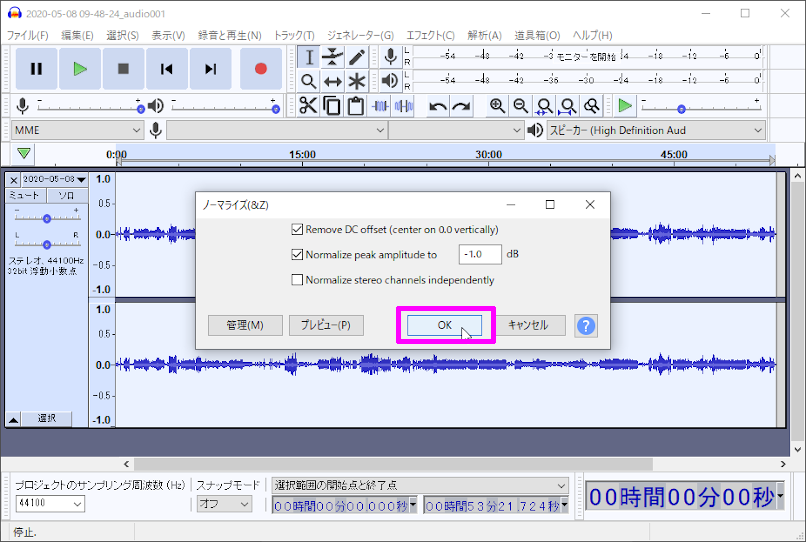 2020-05-08 09-48-24_audio001
ファイル(F) 編集(E) 選択(S) 表示(V) 録音と再生(N) トラック(T) ジェネレーター(G) エフェクト(C) 解析(A) 道具箱(O) ヘルプ(H)
L
R
-54 -48 -42 -3 モニターを開始 -18 -12 -6 0
L
R
-54 -48 -42 -36 -30 -24 -18 -12 -6 0
- + - + - +
MME スピーカー (High Definition Aud
0:00 15:00 30:00 45:00
2020-05-08
ミュート ソロ
- +
L R
ステレオ, 44100Hz
32bit 浮動小数点
1.0
0.5
0.0
-0.5
-1.0
1.0
0.5
0.0
-0.5
-1.0
選択
ノーマライズ(&Z)
Remove DC offset (center on 0.0 vertically)
Normalize peak amplitude to -1.0 dB
Normalize stereo channels independently
管理(M) プレビュー(P) OK キャンセル ?
プロジェクトのサンプリング周波数 (Hz) スナップモード 選択範囲の開始点と終了点
44100 オフ 00時間00分00.000秒 00時間53分21.724秒
00時間00分00秒
停止.